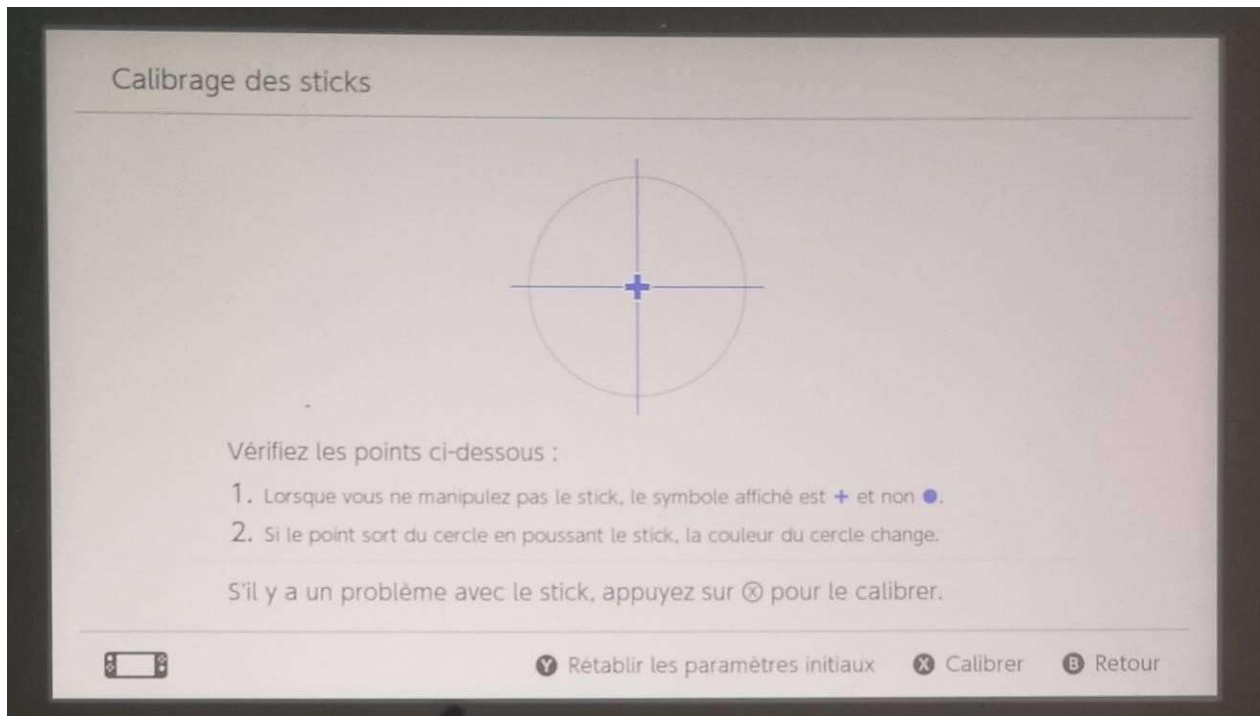 Calibrage des sticks
Vérifiez les points ci-dessous :
1. Lorsque vous ne manipulez pas le stick, le symbole affiché est + et non ●.
2. Si le point sort du cercle en poussant le stick, la couleur du cercle change.
S'il y a un problème avec le stick, appuyez sur Ⓧ pour le calibrer.
Ⓨ Rétablir les paramètres initiaux Ⓧ Calibrer Ⓑ Retour